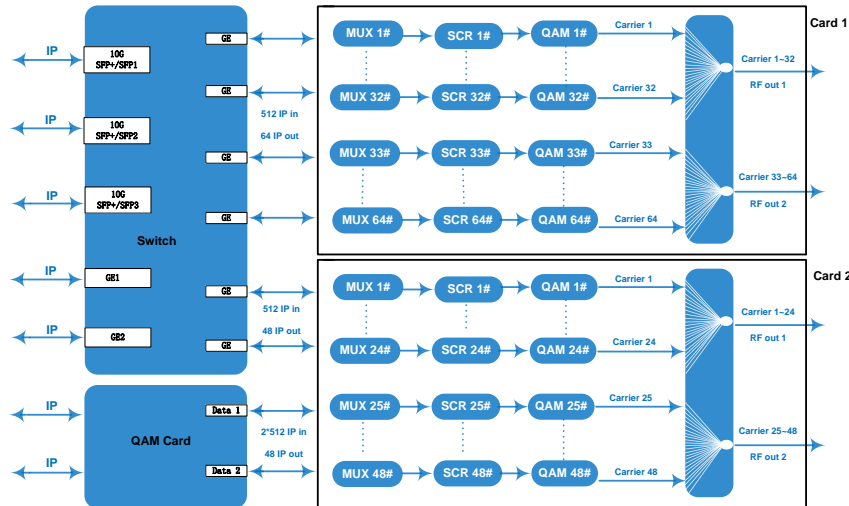 IP
10G
SFP+/SFP1
IP
10G
SFP+/SFP2
IP
10G
SFP+/SFP3
Switch
IP
GE1
IP
GE2
GE
GE
GE
GE
GE
GE
512 IP in
64 IP out
512 IP in
48 IP out
IP
IP
QAM Card
Data 1
Data 2
2*512 IP in
48 IP out
Card 1
MUX 1# SCR 1# QAM 1# Carrier 1
MUX 32# SCR 32# QAM 32# Carrier 32
MUX 33# SCR 33# QAM 33# Carrier 33
MUX 64# SCR 64# QAM 64# Carrier 64
Carrier 1~32
RF out 1
Carrier 33~64
RF out 2
Card 2
MUX 1# SCR 1# QAM 1# Carrier 1
MUX 24# SCR 24# QAM 24# Carrier 24
MUX 25# SCR 25# QAM 25# Carrier 25
MUX 48# SCR 48# QAM 48# Carrier 48
Carrier 1~24
RF out 1
Carrier 25~48
RF out 2